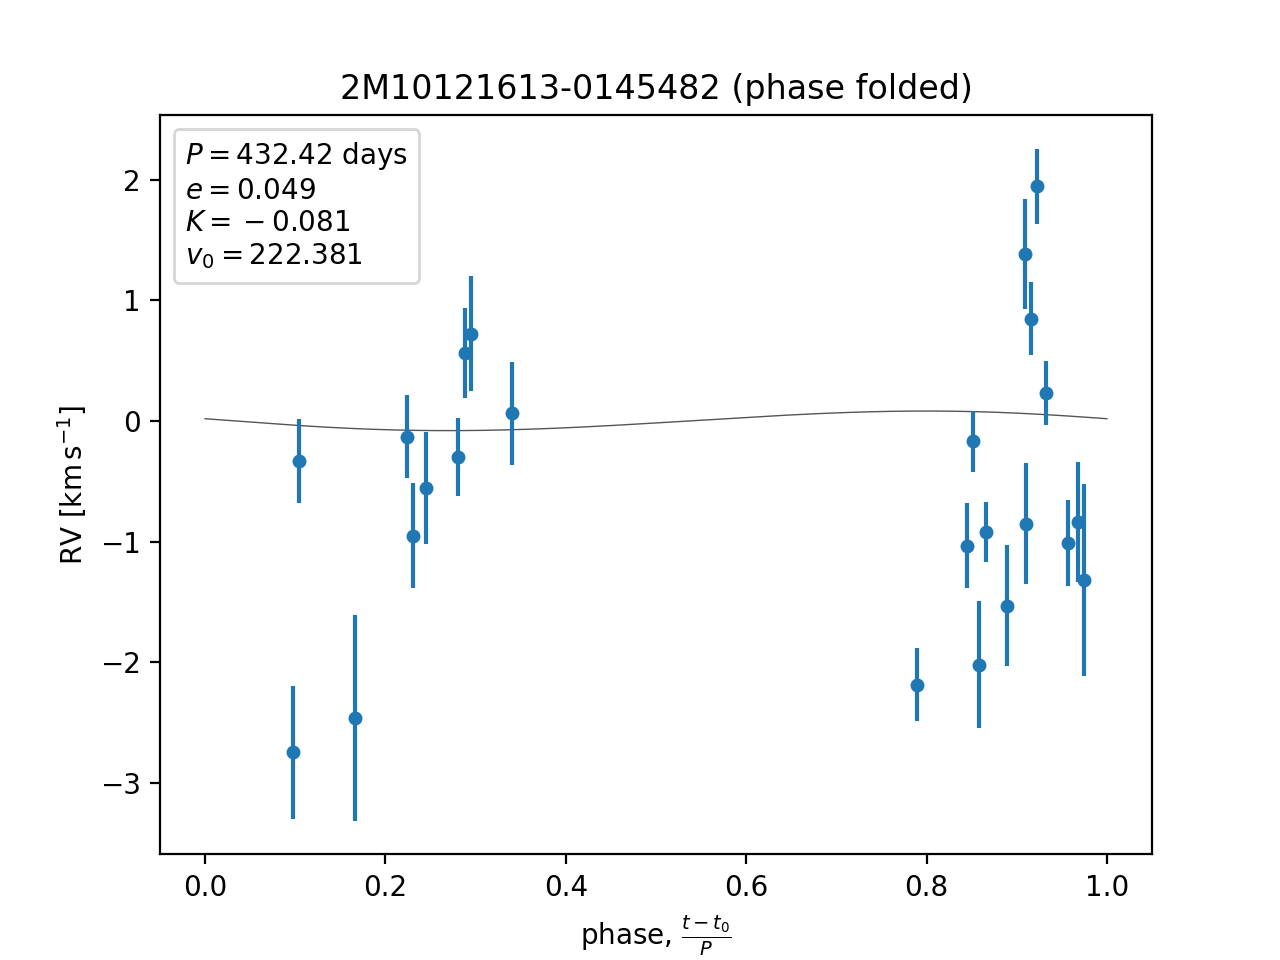 2M10121613-0145482 (phase folded)
P = 432.42 days
e = 0.049
K = −0.081
v₀ = 222.381
2
1
0
−1
−2
−3
RV [km s⁻¹]
0.0 0.2 0.4 0.6 0.8 1.0
phase, (t − t₀)/P